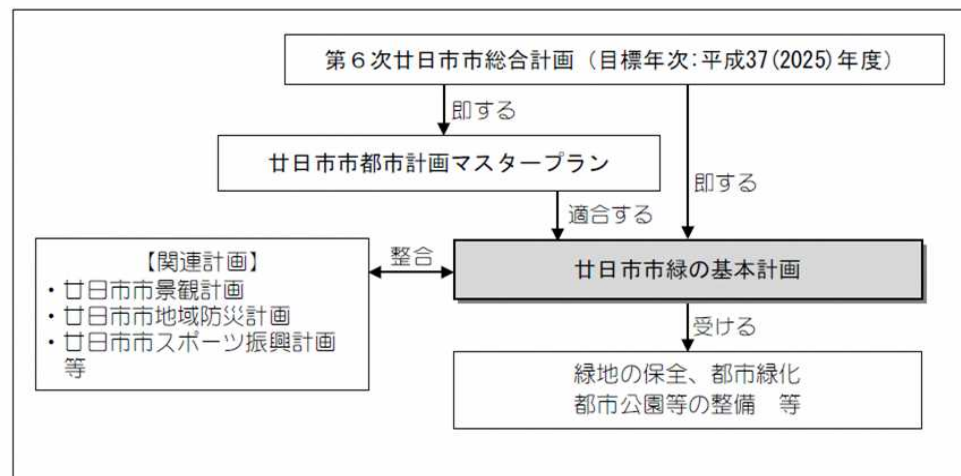 第６次廿日市市総合計画（目標年次：平成37(2025)年度）
即する
廿日市市都市計画マスタープラン
即する
適合する
【関連計画】
・廿日市市景観計画
・廿日市市地域防災計画
・廿日市市スポーツ振興計画
等
整合
廿日市市緑の基本計画
受ける
緑地の保全、都市緑化
都市公園等の整備　等